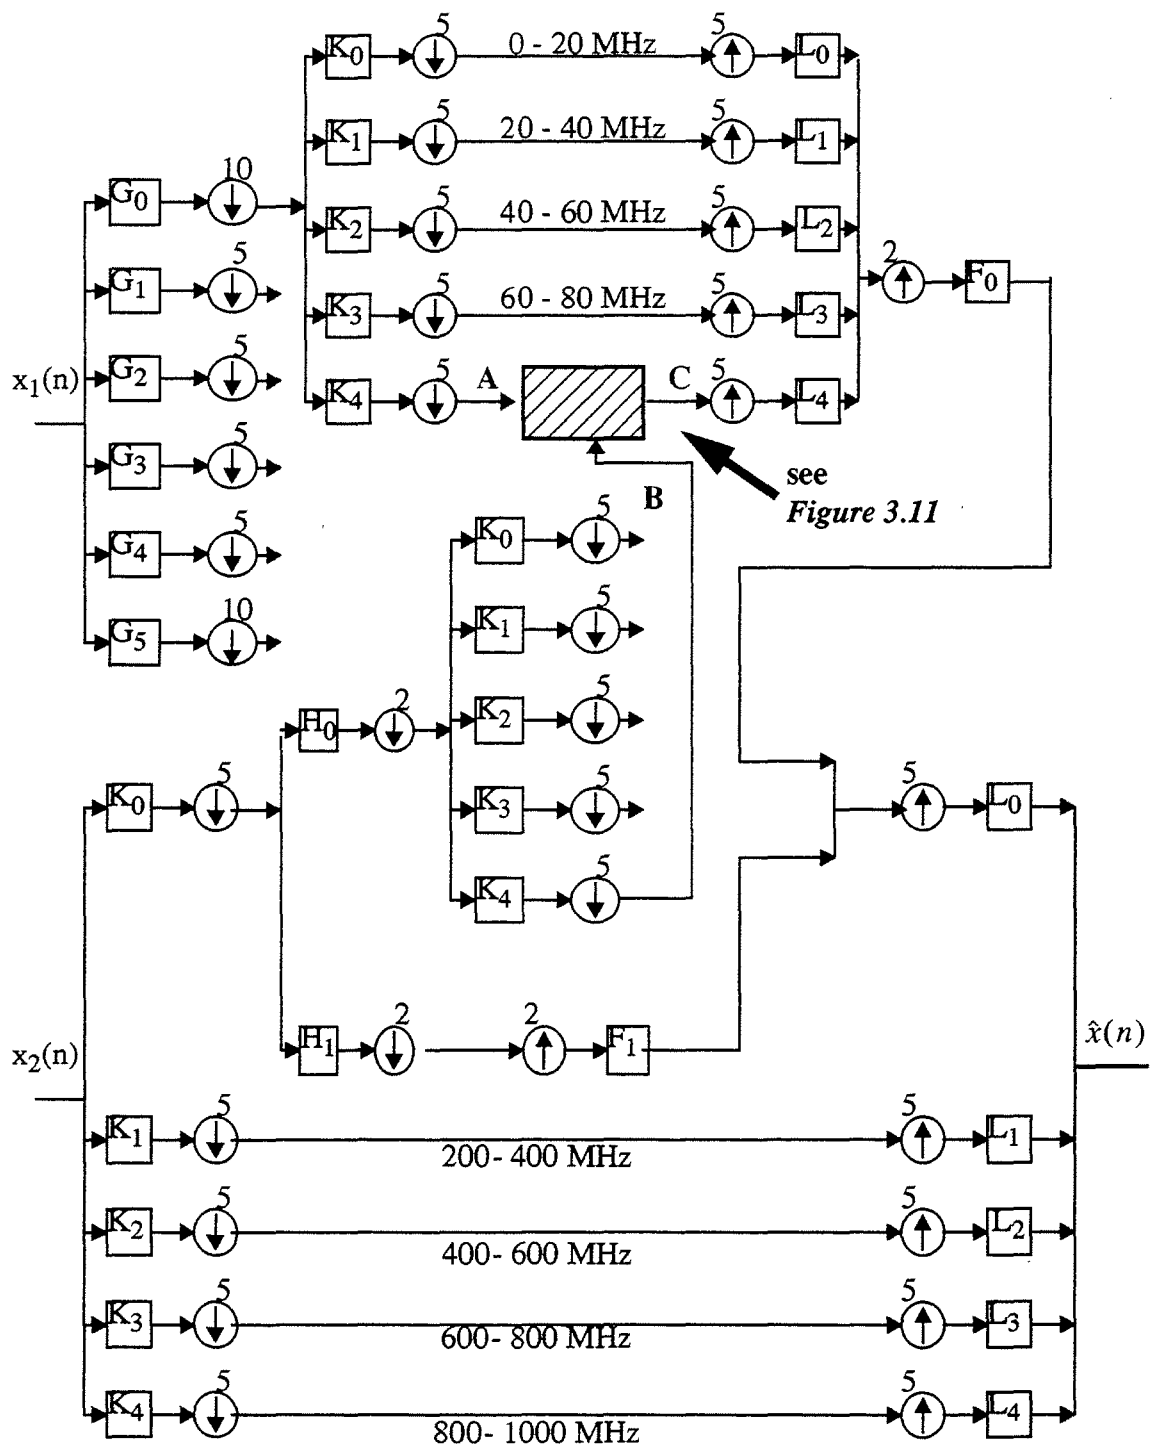 5 5
K0 0 - 20 MHz L0
5 5
K1 20 - 40 MHz L1
10
G0
5 5
K2 40 - 60 MHz L2
5 2
G1 F0
5 5
K3 60 - 80 MHz L3
5
G2
x1(n)
5 A C 5
K4 L4
5
G3
see
B Figure 3.11
5
K0
5
G4
5
K1
10
G5
5
K2
2
H0
5 5 5
K0 K3 L0
5
K4
2 2
H1 F1
x2(n) x̂(n)
5 5
K1 200- 400 MHz L1
5 5
K2 400- 600 MHz L2
5 5
K3 600- 800 MHz L3
5 5
K4 800- 1000 MHz L4